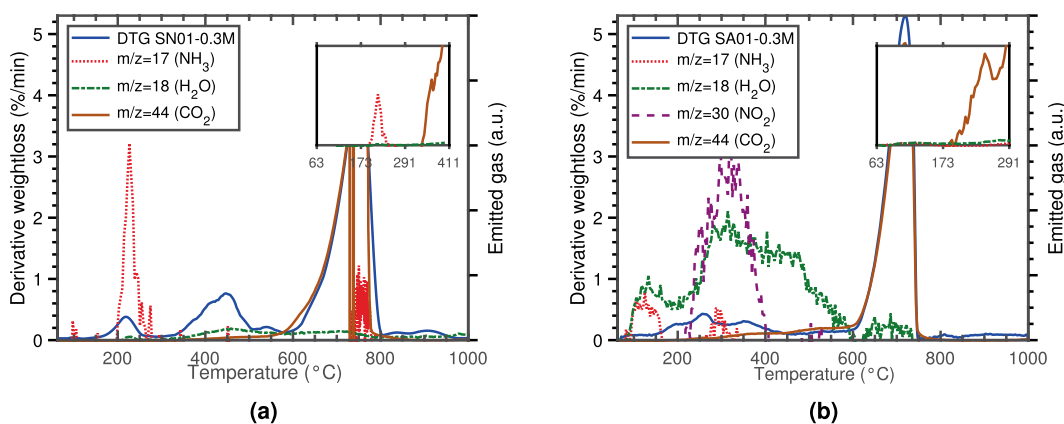 Derivative weightloss (%/min)
5
4
3
2
1
0
DTG SN01-0.3M
m/z=17 (NH3)
m/z=18 (H2O)
m/z=44 (CO2)
63 73 291 411
200 400 600 800 1000
Temperature (°C)
Emitted gas (a.u.)
(a)
Derivative weightloss (%/min)
5
4
3
2
1
0
DTG SA01-0.3M
m/z=17 (NH3)
m/z=18 (H2O)
m/z=30 (NO2)
m/z=44 (CO2)
63 173 291
200 400 600 800 1000
Temperature (°C)
Emitted gas (a.u.)
(b)